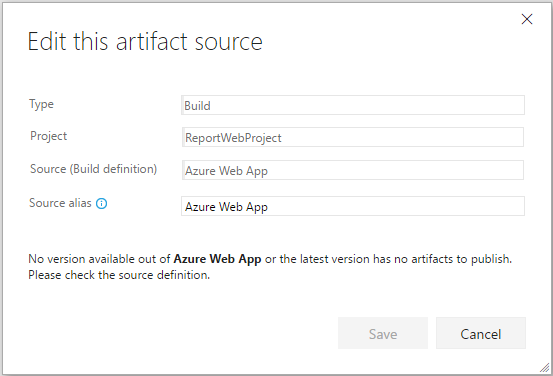 Edit this artifact source
Type
Build
Project
ReportWebProject
Source (Build definition)
Azure Web App
Source alias
Azure Web App
No version available out of Azure Web App or the latest version has no artifacts to publish.
Please check the source definition.
Save
Cancel